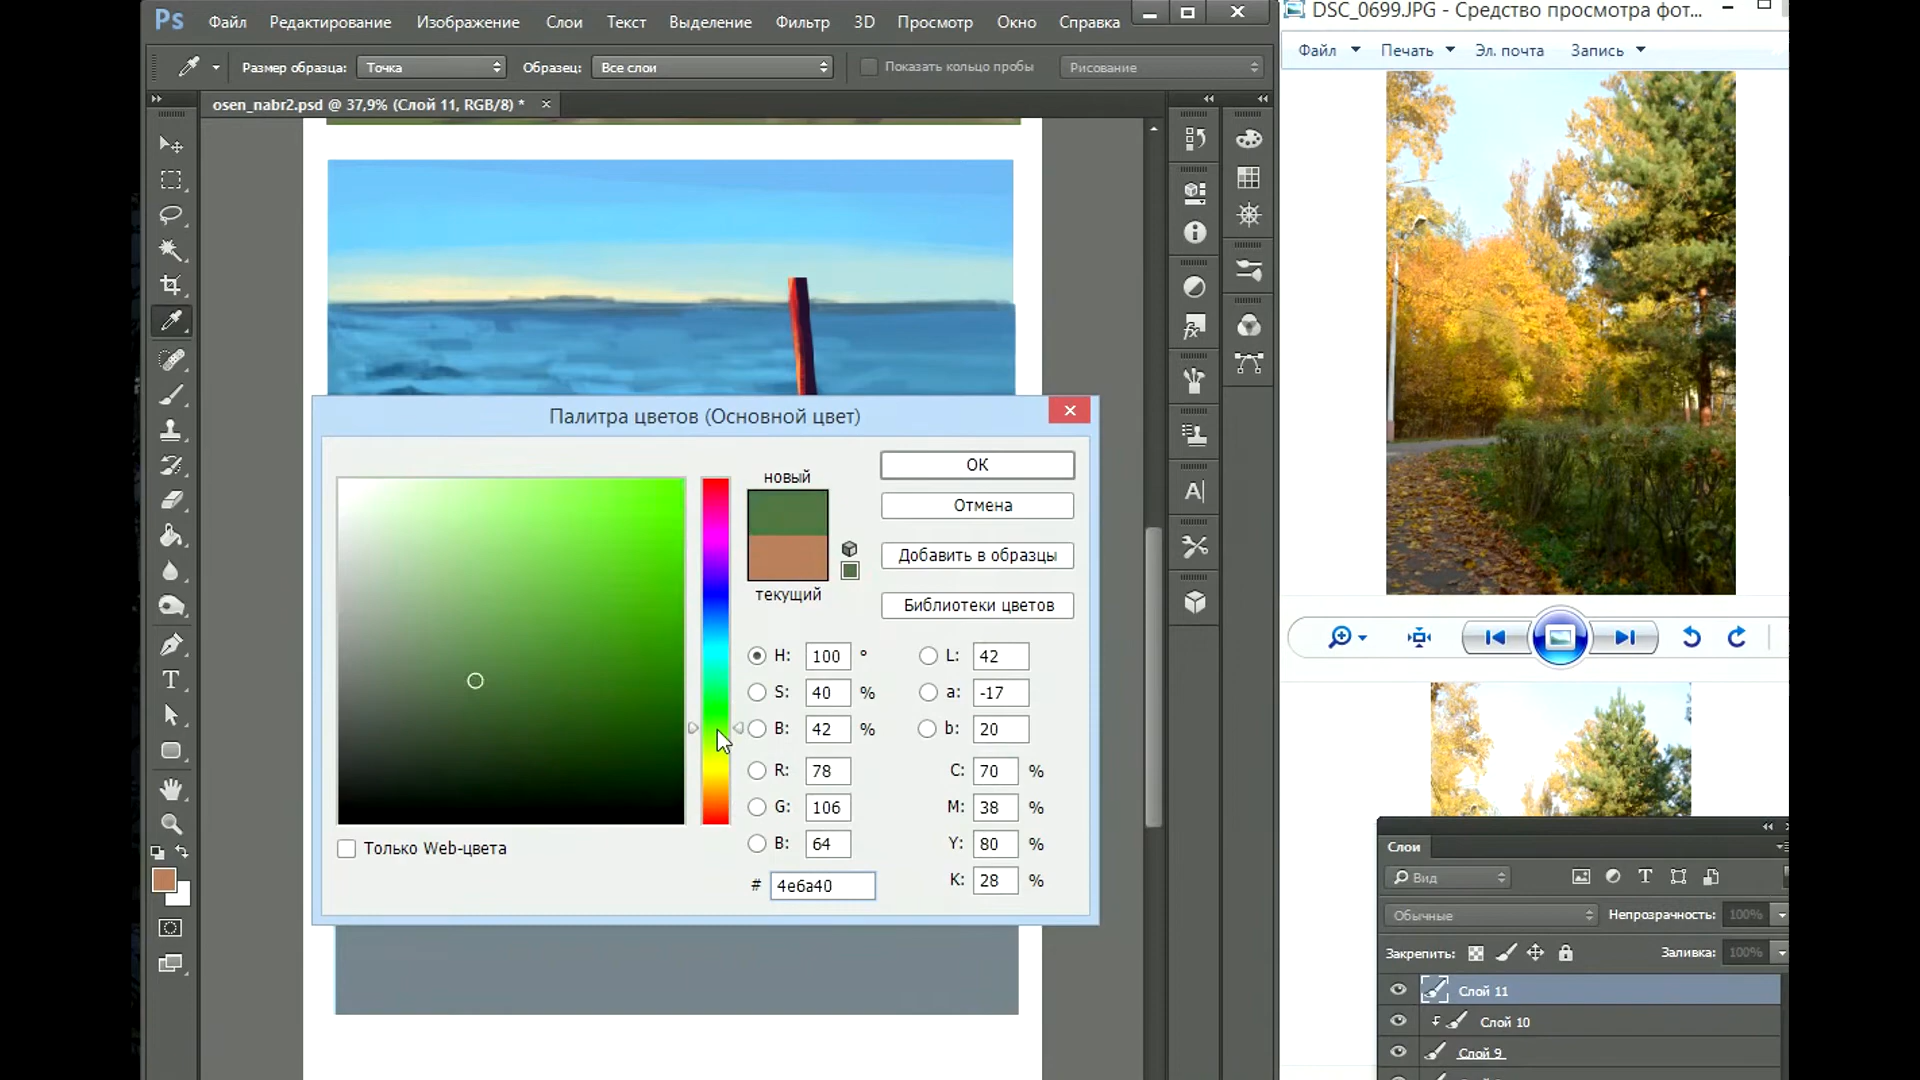 Ps Файл Редактирование Изображение Слои Текст Выделение Фильтр 3D Просмотр Окно Справка
DSC_0699.JPG - Средство просмотра фот...
Файл Печать Эл. почта Запись
Размер образца: Точка Образец: Все слои Показать кольцо пробы Рисование
osen_nabr2.psd @ 37,9% (Слой 11, RGB/8) *
Палитра цветов (Основной цвет)
новый
текущий
ОК
Отмена
Добавить в образцы
Библиотеки цветов
H: 100 ° L: 42
S: 40 % a: -17
B: 42 % b: 20
R: 78 C: 70 %
G: 106 M: 38 %
B: 64 Y: 80 %
# 4e6a40 K: 28 %
Только Web-цвета
Слои
Вид
Обычные Непрозрачность: 100%
Закрепить: Заливка: 100%
Слой 11
Слой 10
Слой 9